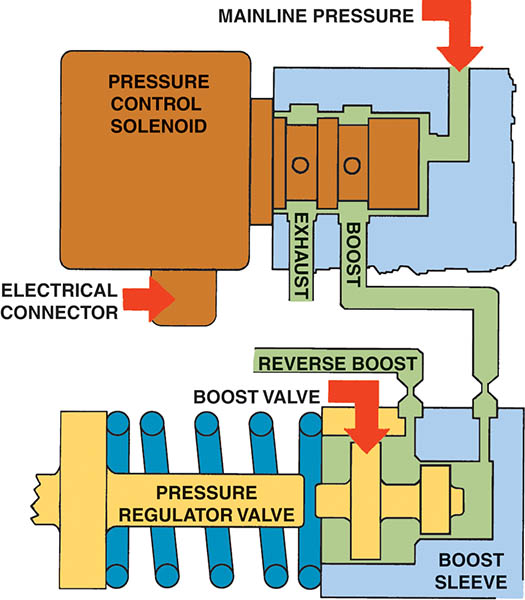 MAINLINE PRESSURE
PRESSURE
CONTROL
SOLENOID
EXHAUST
BOOST
ELECTRICAL
CONNECTOR
REVERSE BOOST
BOOST VALVE
PRESSURE
REGULATOR VALVE
BOOST
SLEEVE